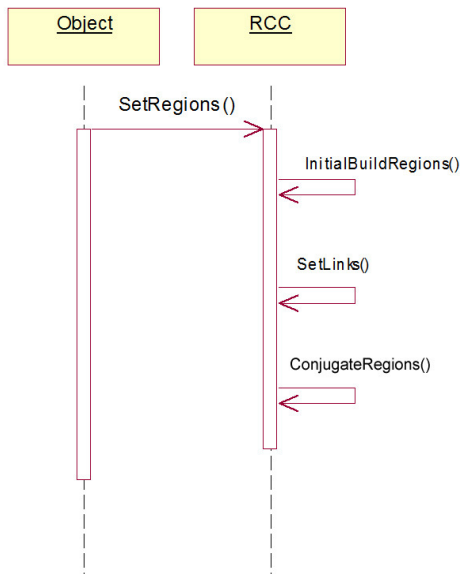 Object
RCC
SetRegions()
InitialBuildRegions()
SetLinks()
ConjugateRegions()